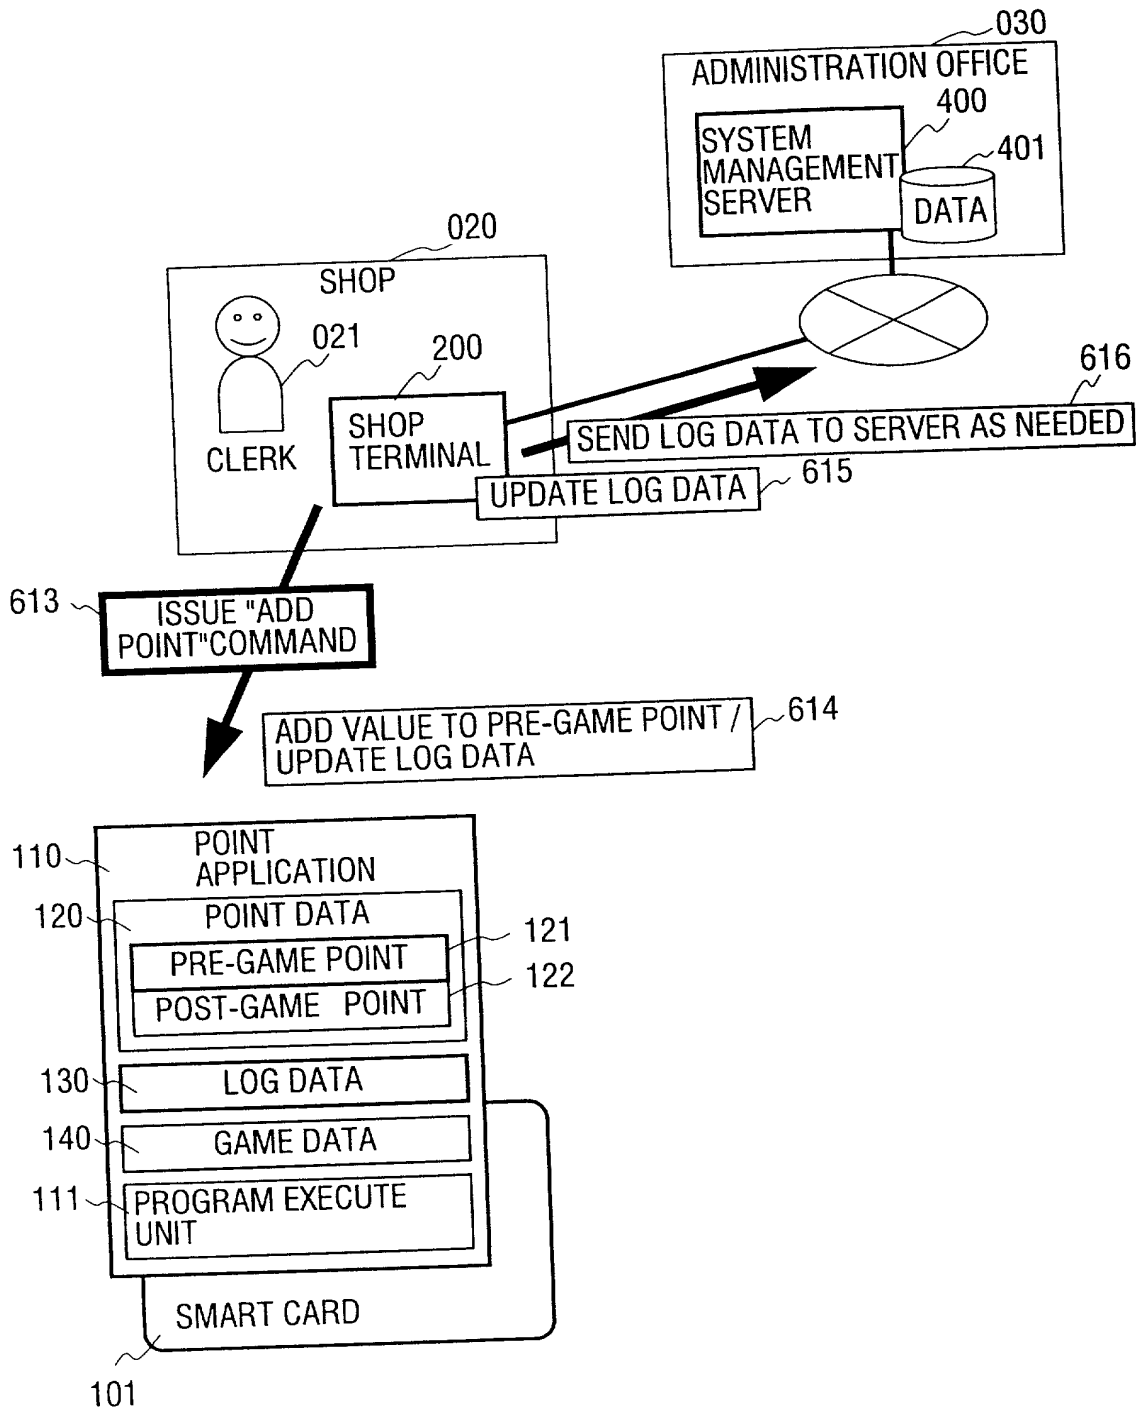 030
ADMINISTRATION OFFICE
400
SYSTEM
MANAGEMENT
SERVER
401
DATA
020
SHOP
021
200
CLERK
SHOP
TERMINAL
616
SEND LOG DATA TO SERVER AS NEEDED
UPDATE LOG DATA
615
613
ISSUE "ADD
POINT"COMMAND
ADD VALUE TO PRE-GAME POINT /
UPDATE LOG DATA
614
110
POINT
APPLICATION
120
POINT DATA
121
PRE-GAME POINT
122
POST-GAME POINT
130
LOG DATA
140
GAME DATA
111
PROGRAM EXECUTE
UNIT
SMART CARD
101